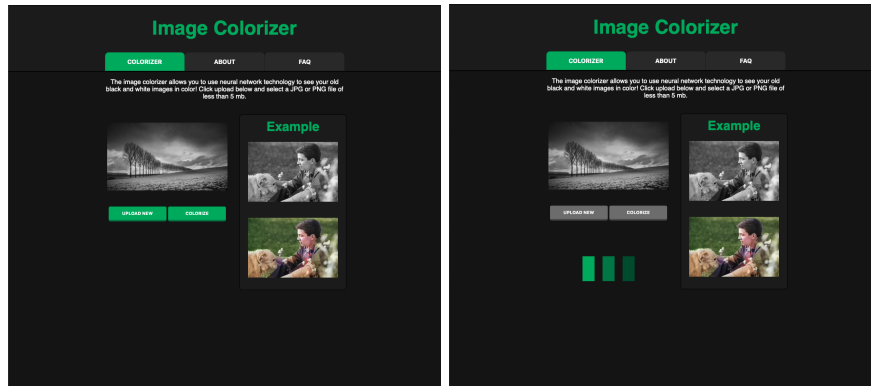 Image Colorizer
COLORIZER ABOUT FAQ
The image colorizer allows you to use neural network technology to see your old
black and white images in color! Click upload below and select a JPG or PNG file of
less than 5 mb.
Example
UPLOAD NEW COLORIZE
Image Colorizer
COLORIZER ABOUT FAQ
The image colorizer allows you to use neural network technology to see your old
black and white images in color! Click upload below and select a JPG or PNG file of
less than 5 mb.
Example
UPLOAD NEW COLORIZE